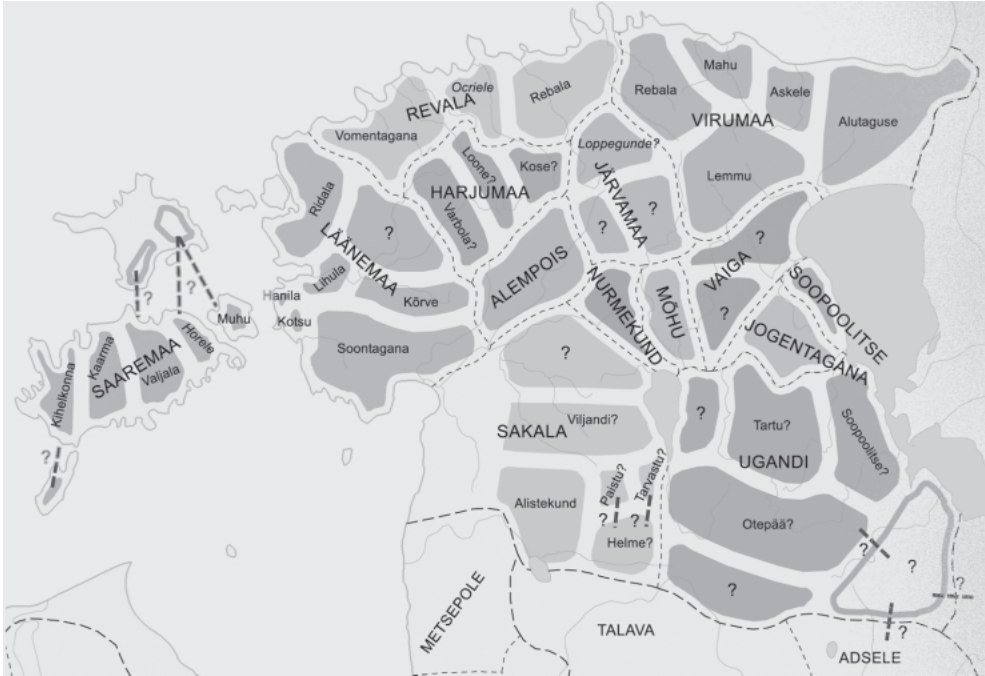 Mahu
Ocriele
Rebala
Rebala
Askele
REVALA
VIRUMAA
Alutaguse
Vomentagana
Loppegunde?
Loone?
Kose?
Lemmu
Ridala
HARJUMAA
JÄRVAMAA
Varbola?
?
?
?
?
LÄÄNEMAA
ALEMPOIS
NURMEKUND
MÕHU
VAIGA
SOOPOOLITSE
Lihula
Hanila
Kõrve
?
?
?
Kotsu
Muhu
Horele
Kaarma
SAAREMAA
Valjala
Kihelkonna
Soontagana
JOGENTAGANA
?
?
?
Viljandi?
SAKALA
Tartu?
UGANDI
Soopoolitse?
Paistu?
Tarvastu?
?
Alistekund
? ?
Otepää?
Helme?
?
?
?
?
METSEPOLE
TALAVA
?
ADSELE